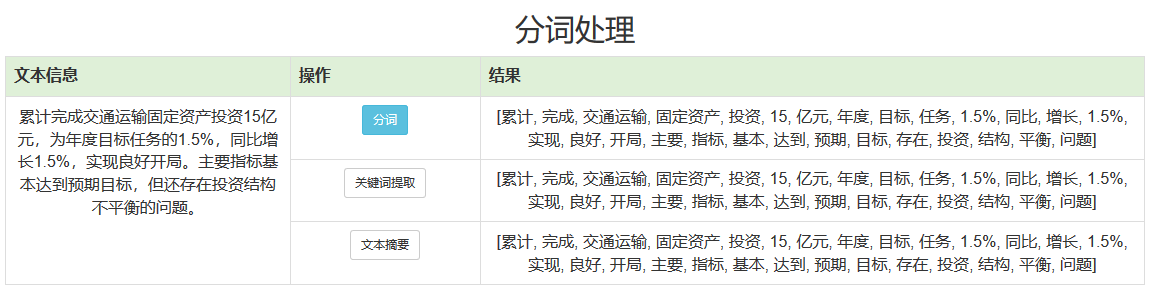 分词处理
文本信息
操作
结果
累计完成交通运输固定资产投资15亿
元，为年度目标任务的1.5%，同比增
长1.5%，实现良好开局。主要指标基
本达到预期目标，但还存在投资结构
不平衡的问题。
分词
[累计, 完成, 交通运输, 固定资产, 投资, 15, 亿元, 年度, 目标, 任务, 1.5%, 同比, 增长, 1.5%,
实现, 良好, 开局, 主要, 指标, 基本, 达到, 预期, 目标, 存在, 投资, 结构, 平衡, 问题]
关键词提取
[累计, 完成, 交通运输, 固定资产, 投资, 15, 亿元, 年度, 目标, 任务, 1.5%, 同比, 增长, 1.5%,
实现, 良好, 开局, 主要, 指标, 基本, 达到, 预期, 目标, 存在, 投资, 结构, 平衡, 问题]
文本摘要
[累计, 完成, 交通运输, 固定资产, 投资, 15, 亿元, 年度, 目标, 任务, 1.5%, 同比, 增长, 1.5%,
实现, 良好, 开局, 主要, 指标, 基本, 达到, 预期, 目标, 存在, 投资, 结构, 平衡, 问题]